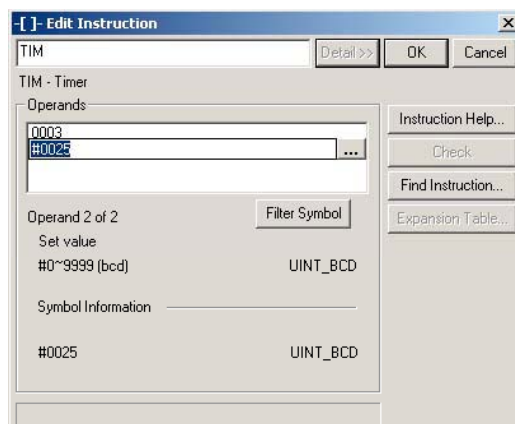 -[ ]- Edit Instruction
TIM
Detail >>
OK
Cancel
TIM - Timer
Operands
0003
#0025
...
Instruction Help...
Check
Find Instruction...
Expansion Table...
Operand 2 of 2
Filter Symbol
Set value
#0~9999 (bcd) UINT_BCD
Symbol Information
#0025 UINT_BCD